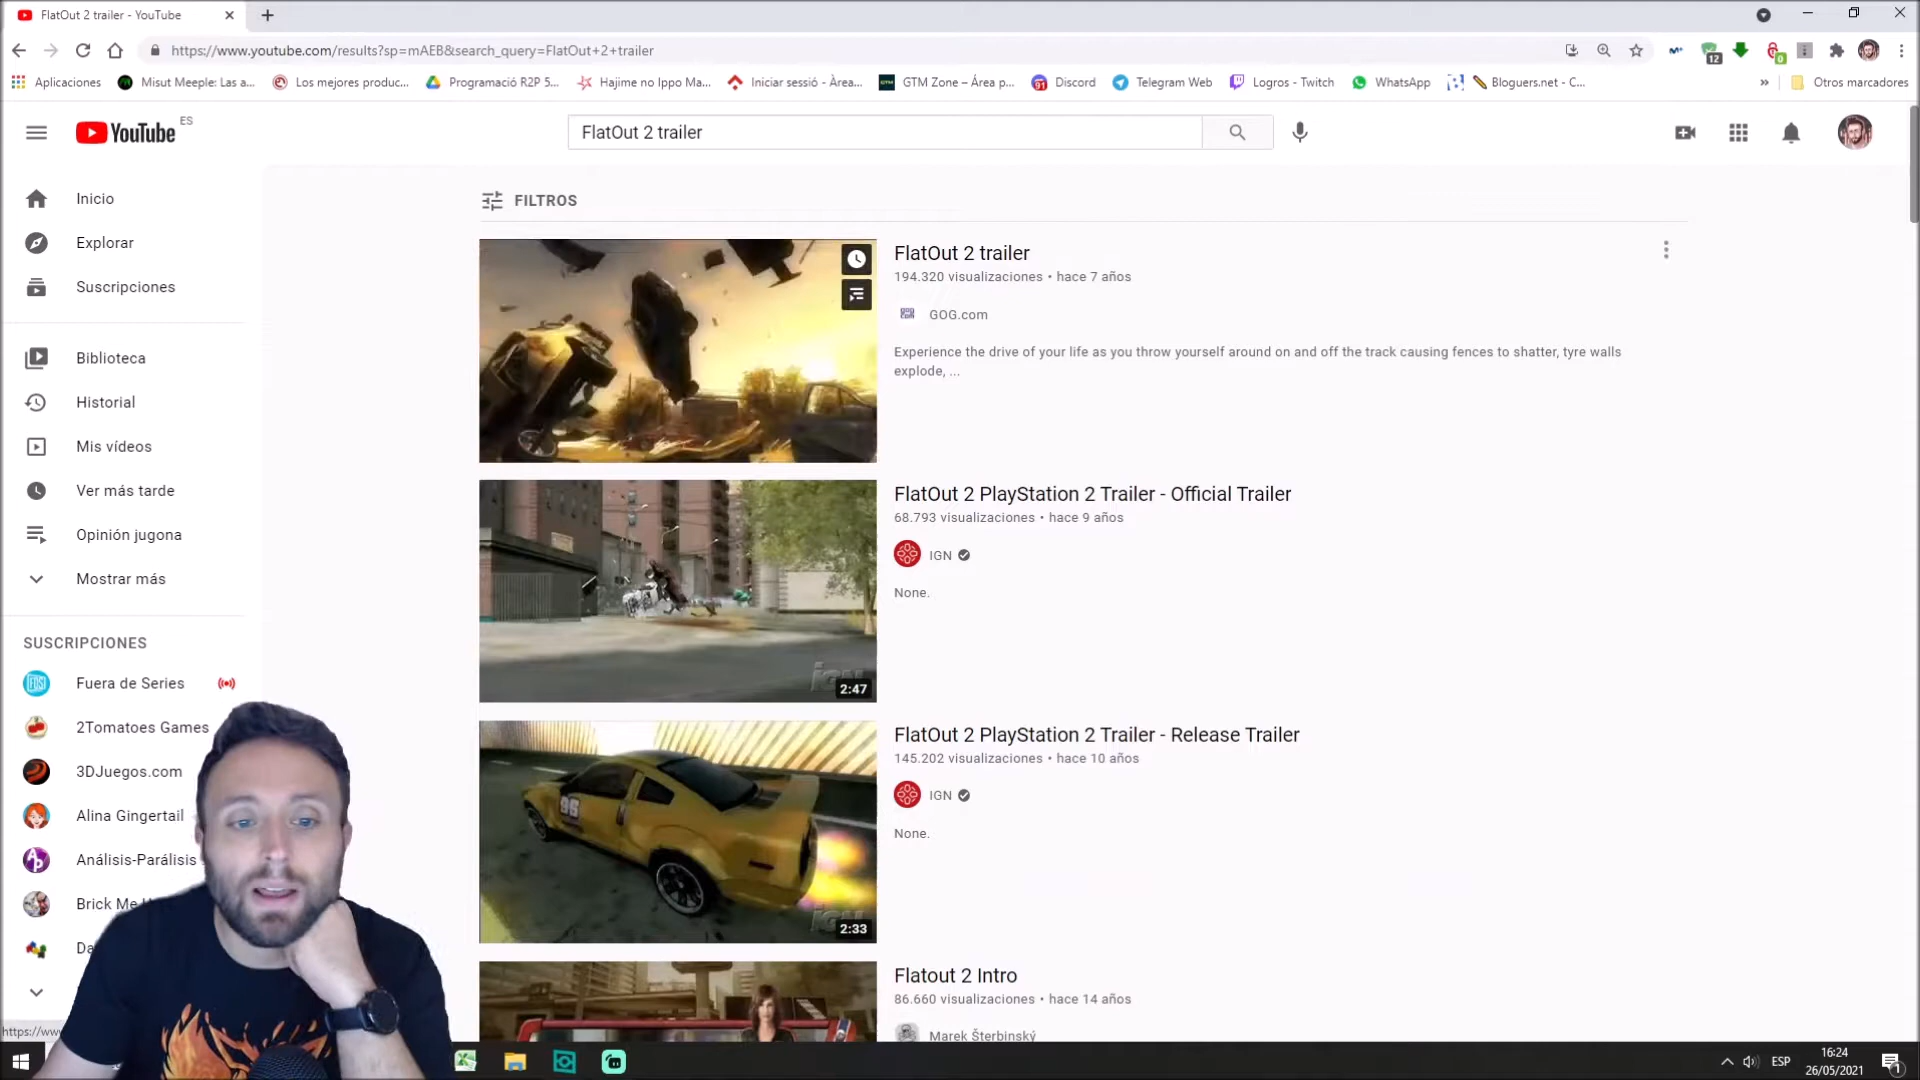 FlatOut 2 trailer - YouTube
https://www.youtube.com/results?sp=mAEB&search_query=FlatOut+2+trailer
12
0
Aplicaciones
Misut Meeple: Las a...
Los mejores produc...
Programació R2P 5...
Hajime no Ippo Ma...
Iniciar sessió - Àrea...
GTM Zone – Área p...
91
Discord
Telegram Web
Logros - Twitch
WhatsApp
Bloguers.net - C...
»
Otros marcadores
YouTube
ES
FlatOut 2 trailer
Inicio
Explorar
Suscripciones
Biblioteca
Historial
Mis vídeos
Ver más tarde
Opinión jugona
Mostrar más
SUSCRIPCIONES
Fuera de Series
2Tomatoes Games
3DJuegos.com
Alina Gingertail
Análisis-Parálisis
Brick Me
Da
FILTROS
FlatOut 2 trailer
194.320 visualizaciones • hace 7 años
GOG.com
Experience the drive of your life as you throw yourself around on and off the track causing fences to shatter, tyre walls
explode, ...
2:47
FlatOut 2 PlayStation 2 Trailer - Official Trailer
68.793 visualizaciones • hace 9 años
IGN
None.
2:33
FlatOut 2 PlayStation 2 Trailer - Release Trailer
145.202 visualizaciones • hace 10 años
IGN
None.
Flatout 2 Intro
86.660 visualizaciones • hace 14 años
Marek Šterbinský
ESP
16:24
26/05/2021
1